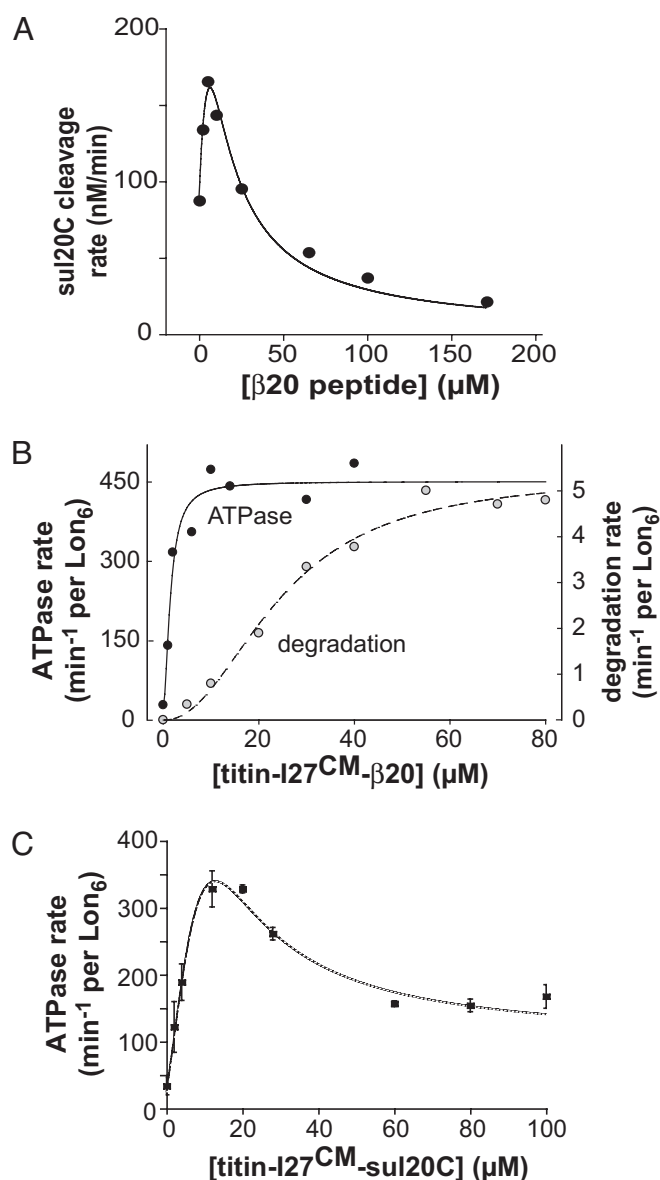 A
sul20C cleavage
rate (nM/min)
200
100
0
0 50 100 150 200
[β20 peptide] (µM)
B
ATPase rate
(min⁻¹ per Lon₆)
450
300
150
0
ATPase
degradation
5
4
3
2
1
0
degradation rate
(min⁻¹ per Lon₆)
0 20 40 60 80
[titin-I27ᶜᴹ-β20] (µM)
C
ATPase rate
(min⁻¹ per Lon₆)
400
300
200
100
0
0 20 40 60 80 100
[titin-I27ᶜᴹ-sul20C] (µM)